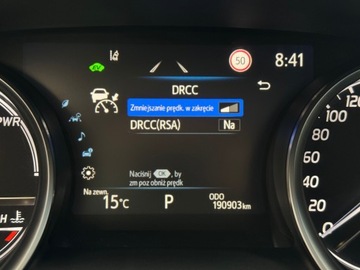 50
8:41
DRCC
Zmniejszanie prędk. w zakręcie
DRCC(RSA) Na
Naciśnij OK, by
zm poz obniż prędk
Na zewn.
15°C
P
ODO
190903km
PWR
H E
120
100
80
60
40
20
0